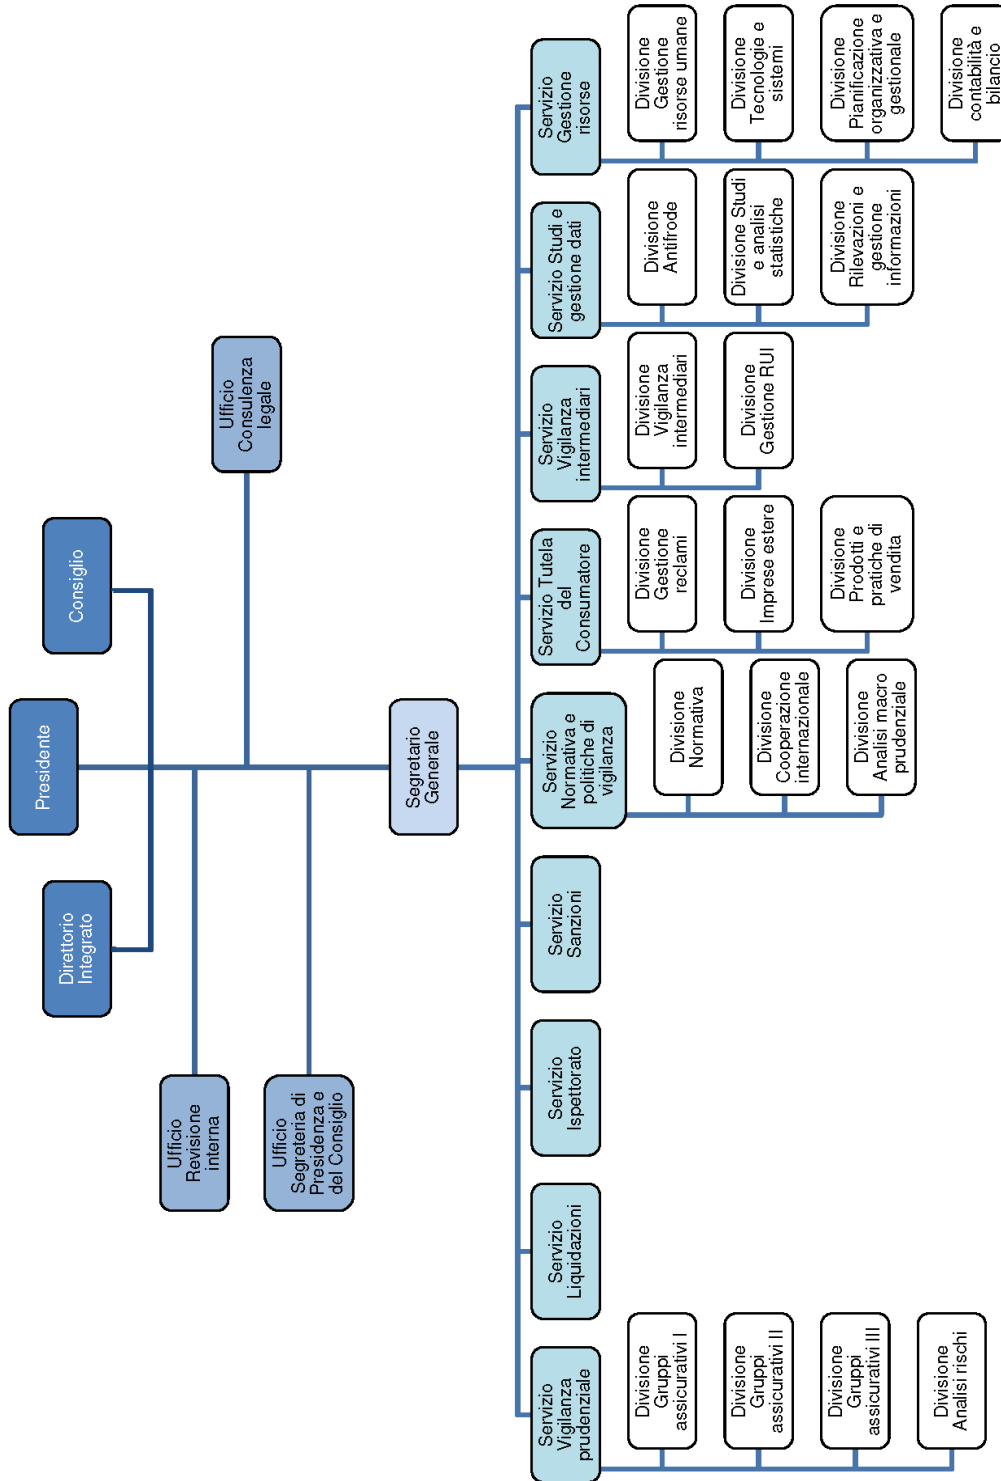 Presidente
Direttorio
Integrato
Consiglio
Ufficio
Revisione
interna
Ufficio
Consulenza
legale
Ufficio
Segreteria di
Presidenza e
del Consiglio
Segretario
Generale
Servizio
Vigilanza
prudenziale
Divisione
Gruppi
assicurativi I
Divisione
Gruppi
assicurativi II
Divisione
Gruppi
assicurativi III
Divisione
Analisi rischi
Servizio
Liquidazioni
Servizio
Ispettorato
Servizio
Sanzioni
Servizio
Normativa e
politiche di
vigilanza
Divisione
Normativa
Divisione
Cooperazione
internazionale
Divisione
Analisi macro
prudenziale
Servizio Tutela
del
Consumatore
Divisione
Gestione
reclami
Divisione
Imprese estere
Divisione
Prodotti e
pratiche di
vendita
Servizio
Vigilanza
intermediari
Divisione
Vigilanza
intermediari
Divisione
Gestione RUI
Servizio Studi e
gestione dati
Divisione
Antifrode
Divisione Studi
e analisi
statistiche
Divisione
Rilevazioni e
gestione
informazioni
Servizio
Gestione
risorse
Divisione
Gestione
risorse umane
Divisione
Tecnologie e
sistemi
Divisione
Pianificazione
organizzativa e
gestionale
Divisione
contabilità e
bilancio